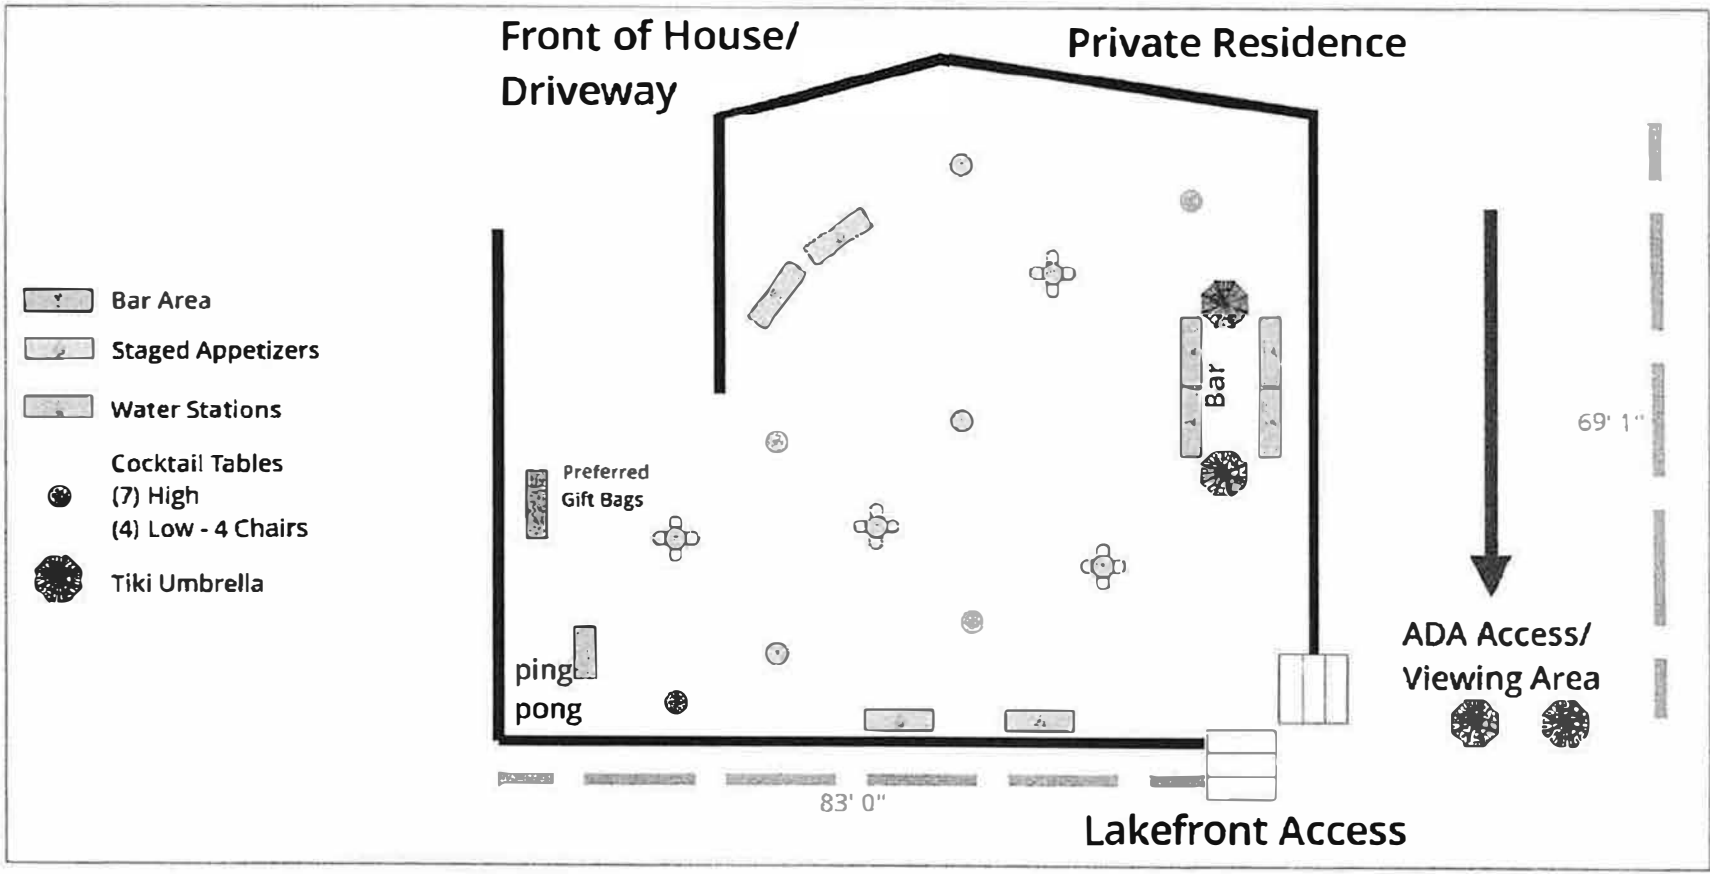 Front of House/
Driveway
Private Residence
Bar Area
Staged Appetizers
Water Stations
Cocktail Tables
(7) High
(4) Low - 4 Chairs
Tiki Umbrella
Preferred
Gift Bags
Bar
69' 1"
ping
pong
ADA Access/
Viewing Area
83' 0"
Lakefront Access